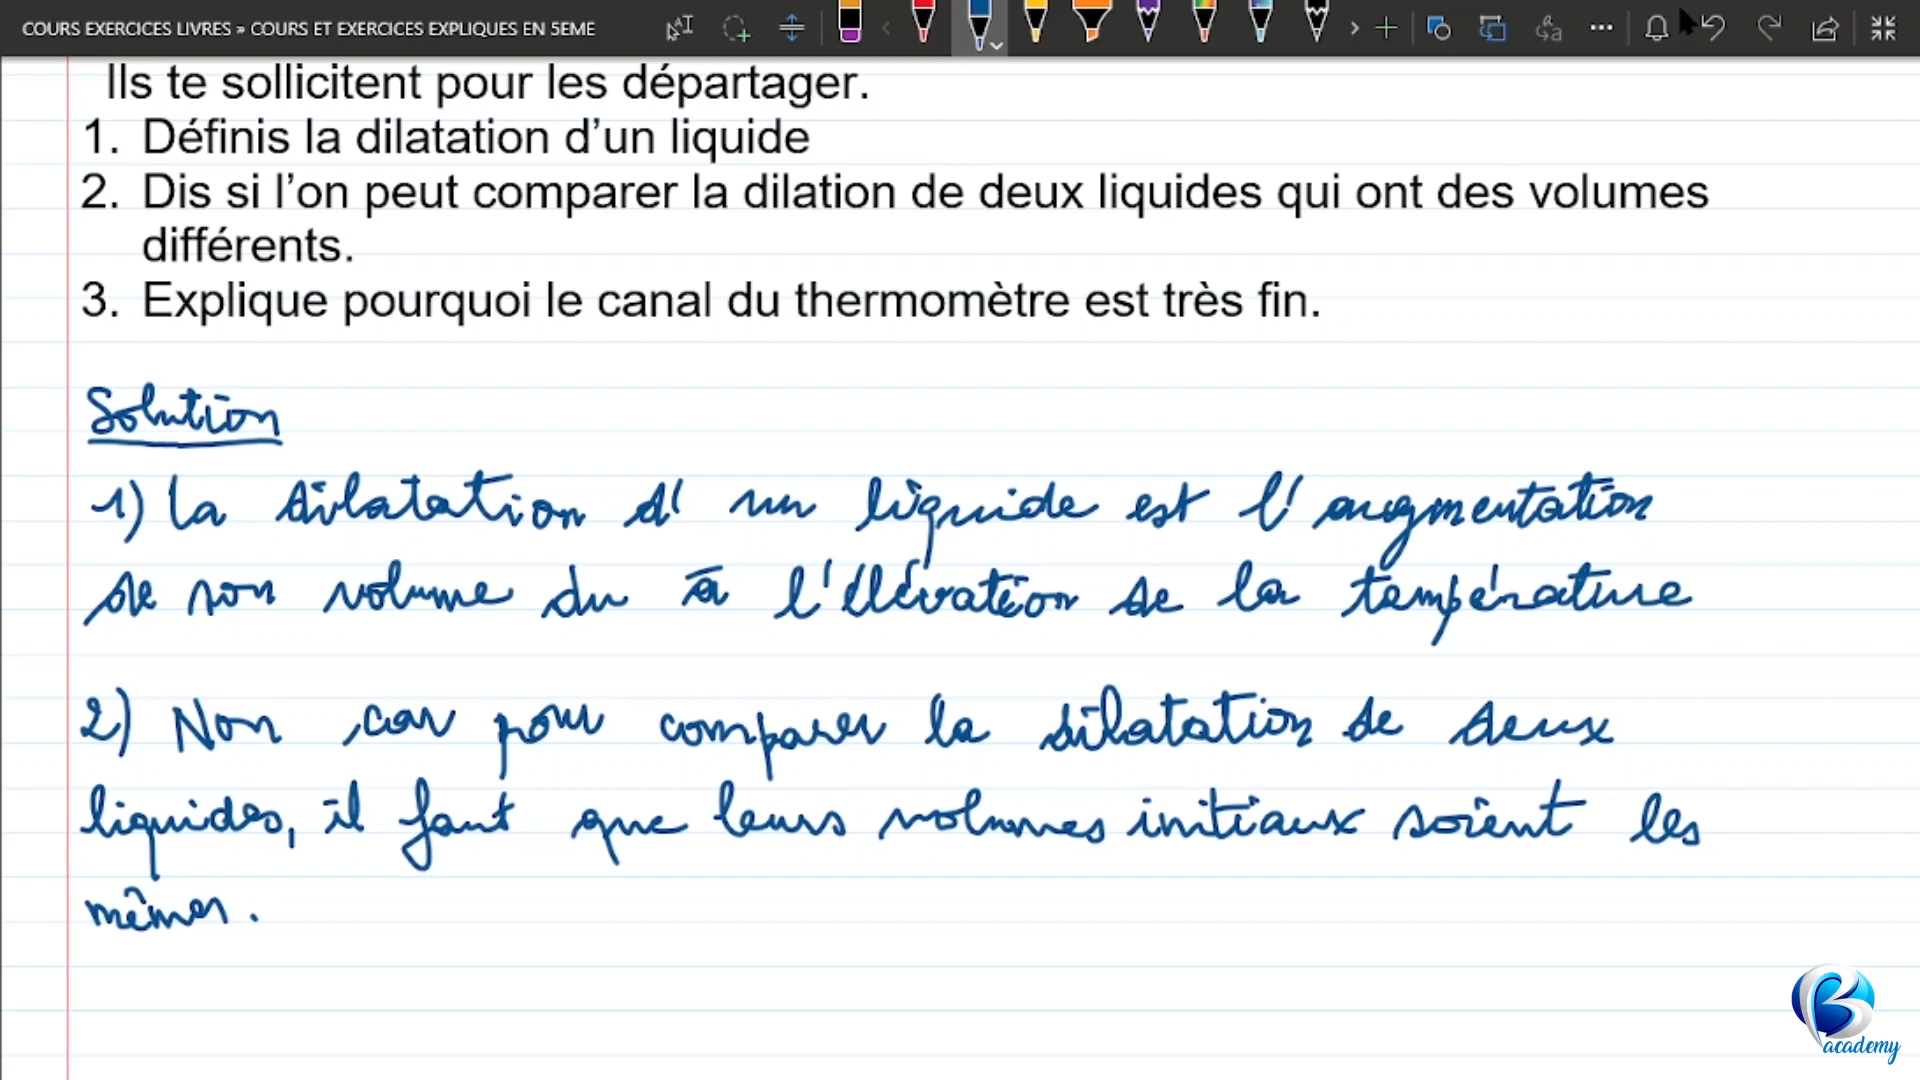 COURS EXERCICES LIVRES » COURS ET EXERCICES EXPLIQUES EN 5EME
Ils te sollicitent pour les départager.
1. Définis la dilatation d’un liquide
2. Dis si l’on peut comparer la dilation de deux liquides qui ont des volumes
différents.
3. Explique pourquoi le canal du thermomètre est très fin.
Solution
1) La dilatation d' un liquide est l'augmentation
de son volume du à l'élévation de la température
2) Non ,car pour comparer la dilatation de deux
liquides, il faut que leurs volumes initiaux soient les
mêmes.
B academy